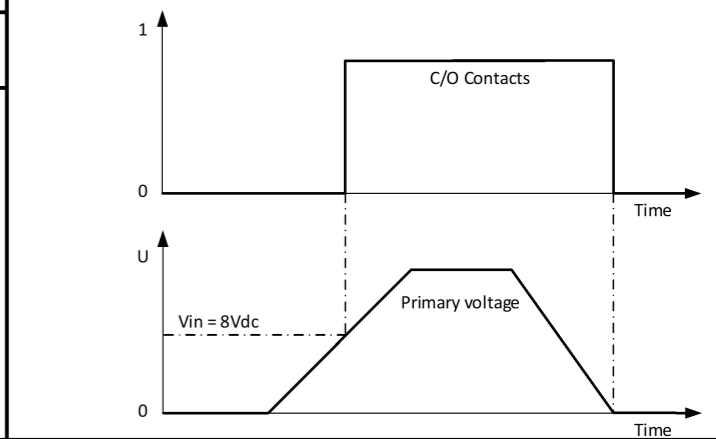 1
C/O Contacts
0
Time
U
Vin = 8Vdc
Primary voltage
0
Time